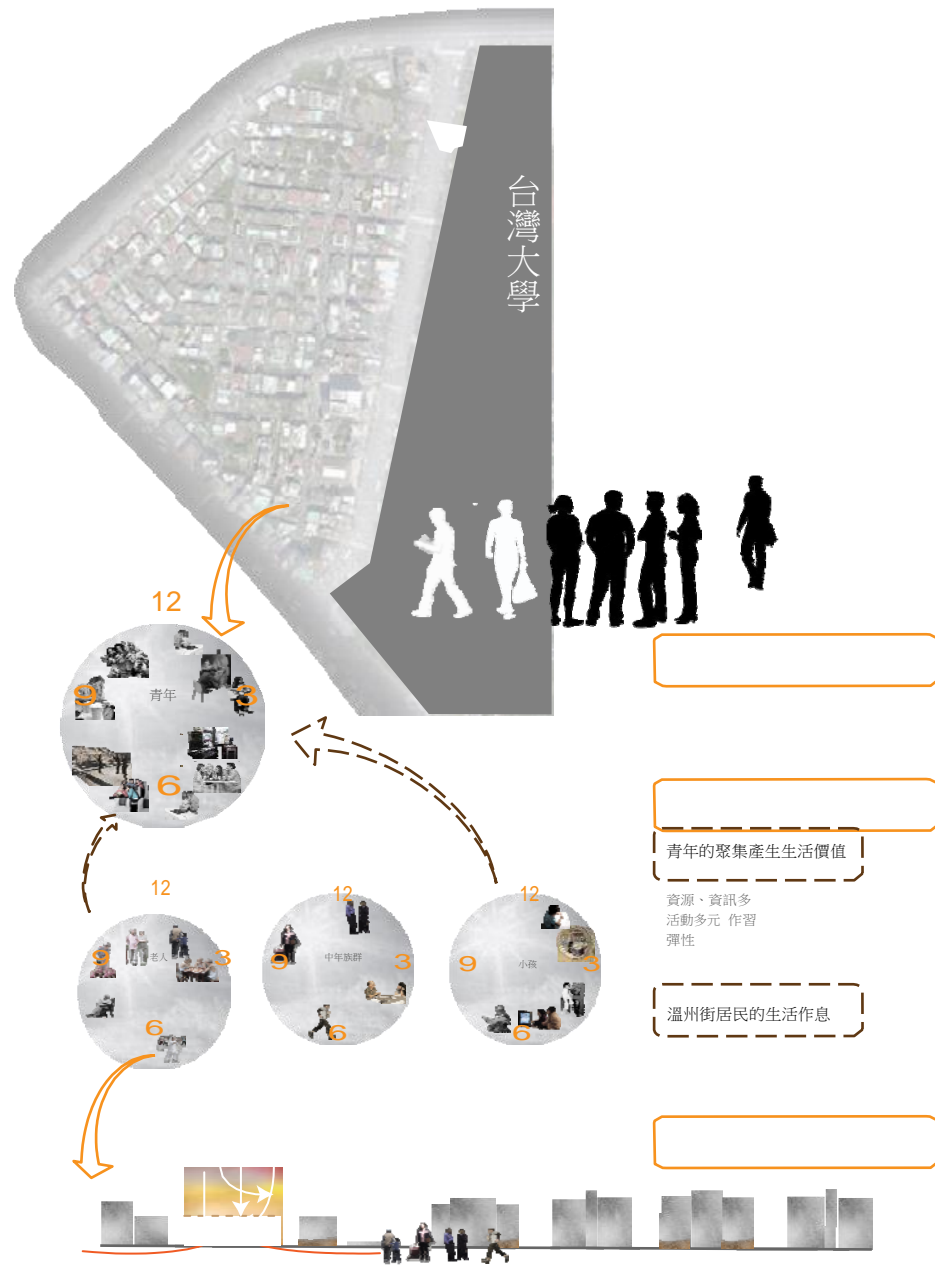 台灣大學
12
9
青年
3
6
12
9
老人
3
6
12
9
中年族群
3
6
12
9
小孩
3
6
青年的聚集產生生活價值
資源、資訊多
活動多元 作習
彈性
溫州街居民的生活作息